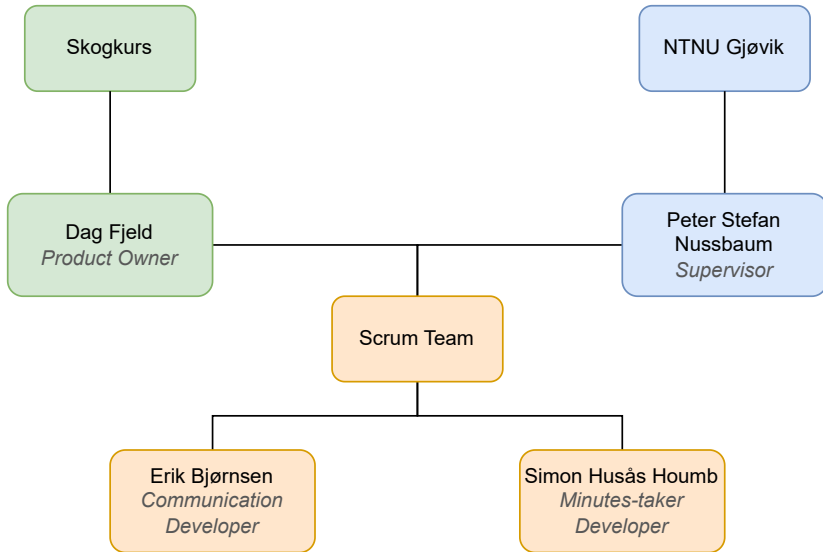 Skogkurs
NTNU Gjøvik
Dag Fjeld
Product Owner
Peter Stefan
Nussbaum
Supervisor
Scrum Team
Erik Bjørnsen
Communication
Developer
Simon Husås Houmb
Minutes-taker
Developer